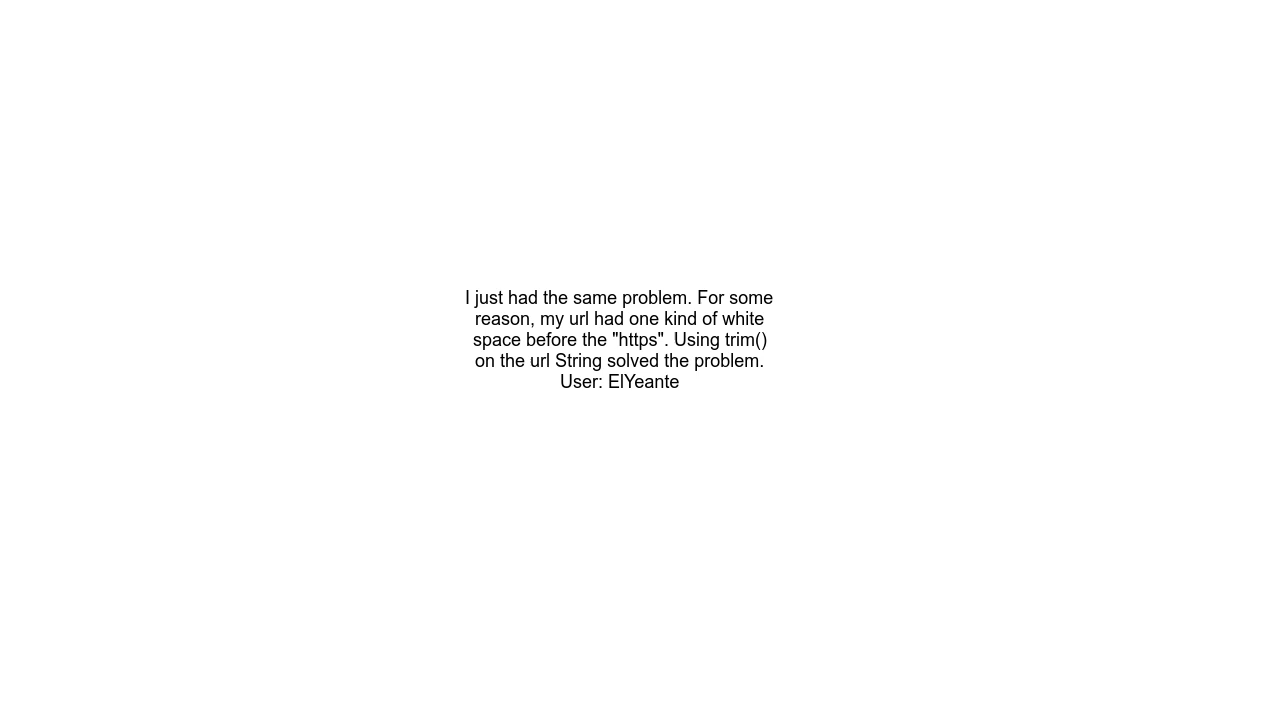 I just had the same problem. For some
reason, my url had one kind of white
space before the "https". Using trim()
on the url String solved the problem.
User: ElYeante